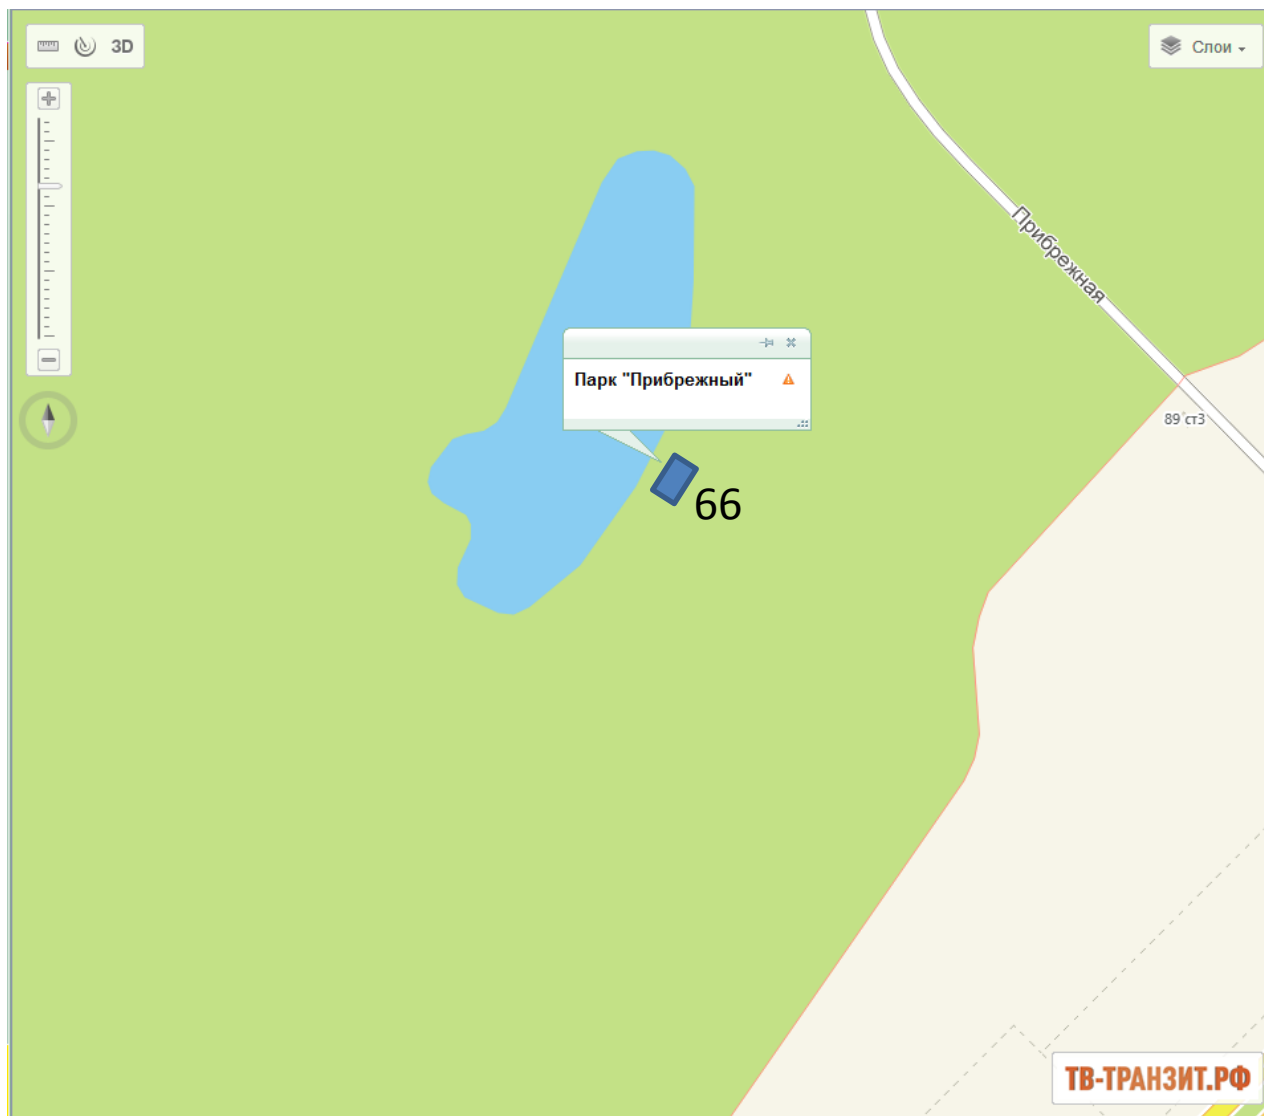 3D
Слои
Прибрежная
Парк "Прибрежный"
89 ст3
66
ТВ-ТРАНЗИТ.РФ